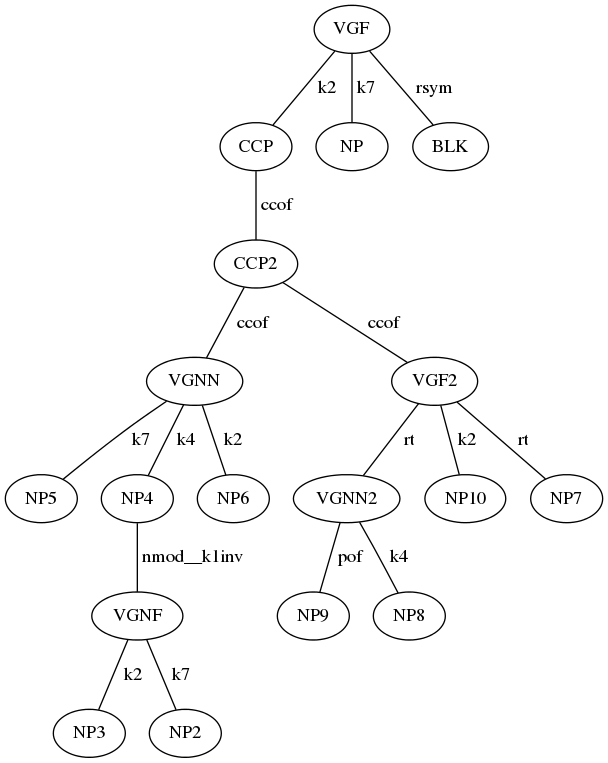 VGF
k2 k7 rsym
CCP NP BLK
ccof
CCP2
ccof ccof
VGNN VGF2
k7 k4 k2 rt k2 rt
NP5 NP4 NP6 VGNN2 NP10 NP7
nmod__k1inv pof k4
VGNF NP9 NP8
k2 k7
NP3 NP2